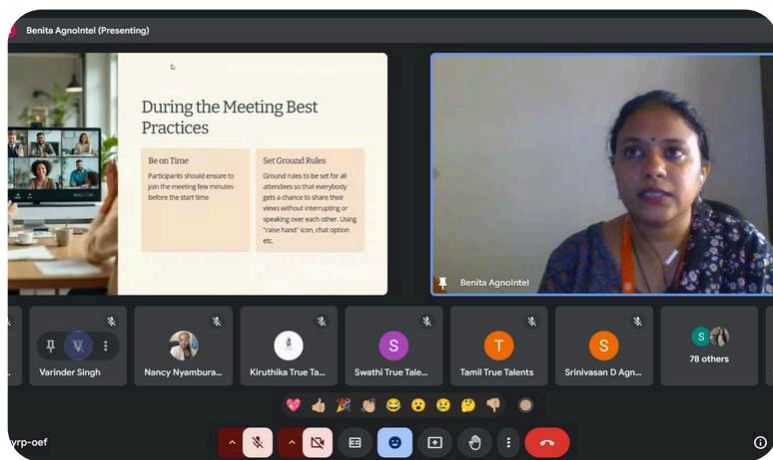 Benita AgnoIntel (Presenting)
During the Meeting Best
Practices
Be on Time
Participants should ensure to
join the meeting few minutes
before the start time
Set Ground Rules
Ground rules to be set for all
attendees so that everybody
gets a chance to share their
views without interrupting or
speaking over each other. Using
"raise hand" icon, chat option
etc.
Benita AgnoIntel
Varinder Singh
Nancy Nyambura...
Kiruthika True Ta...
S
Swathi True Tale...
T
Tamil True Talents
S
Srinivasan D Agn...
S
78 others
yrp-oef